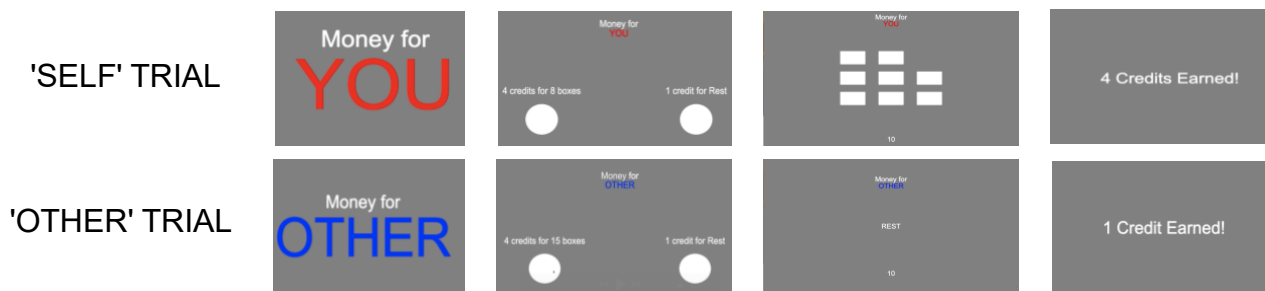 'SELF' TRIAL
Money for
YOU
Money for
YOU
4 credits for 8 boxes
1 credit for Rest
Money for
YOU
10
4 Credits Earned!
'OTHER' TRIAL
Money for
OTHER
Money for
OTHER
4 credits for 15 boxes
1 credit for Rest
Money for
OTHER
REST
10
1 Credit Earned!